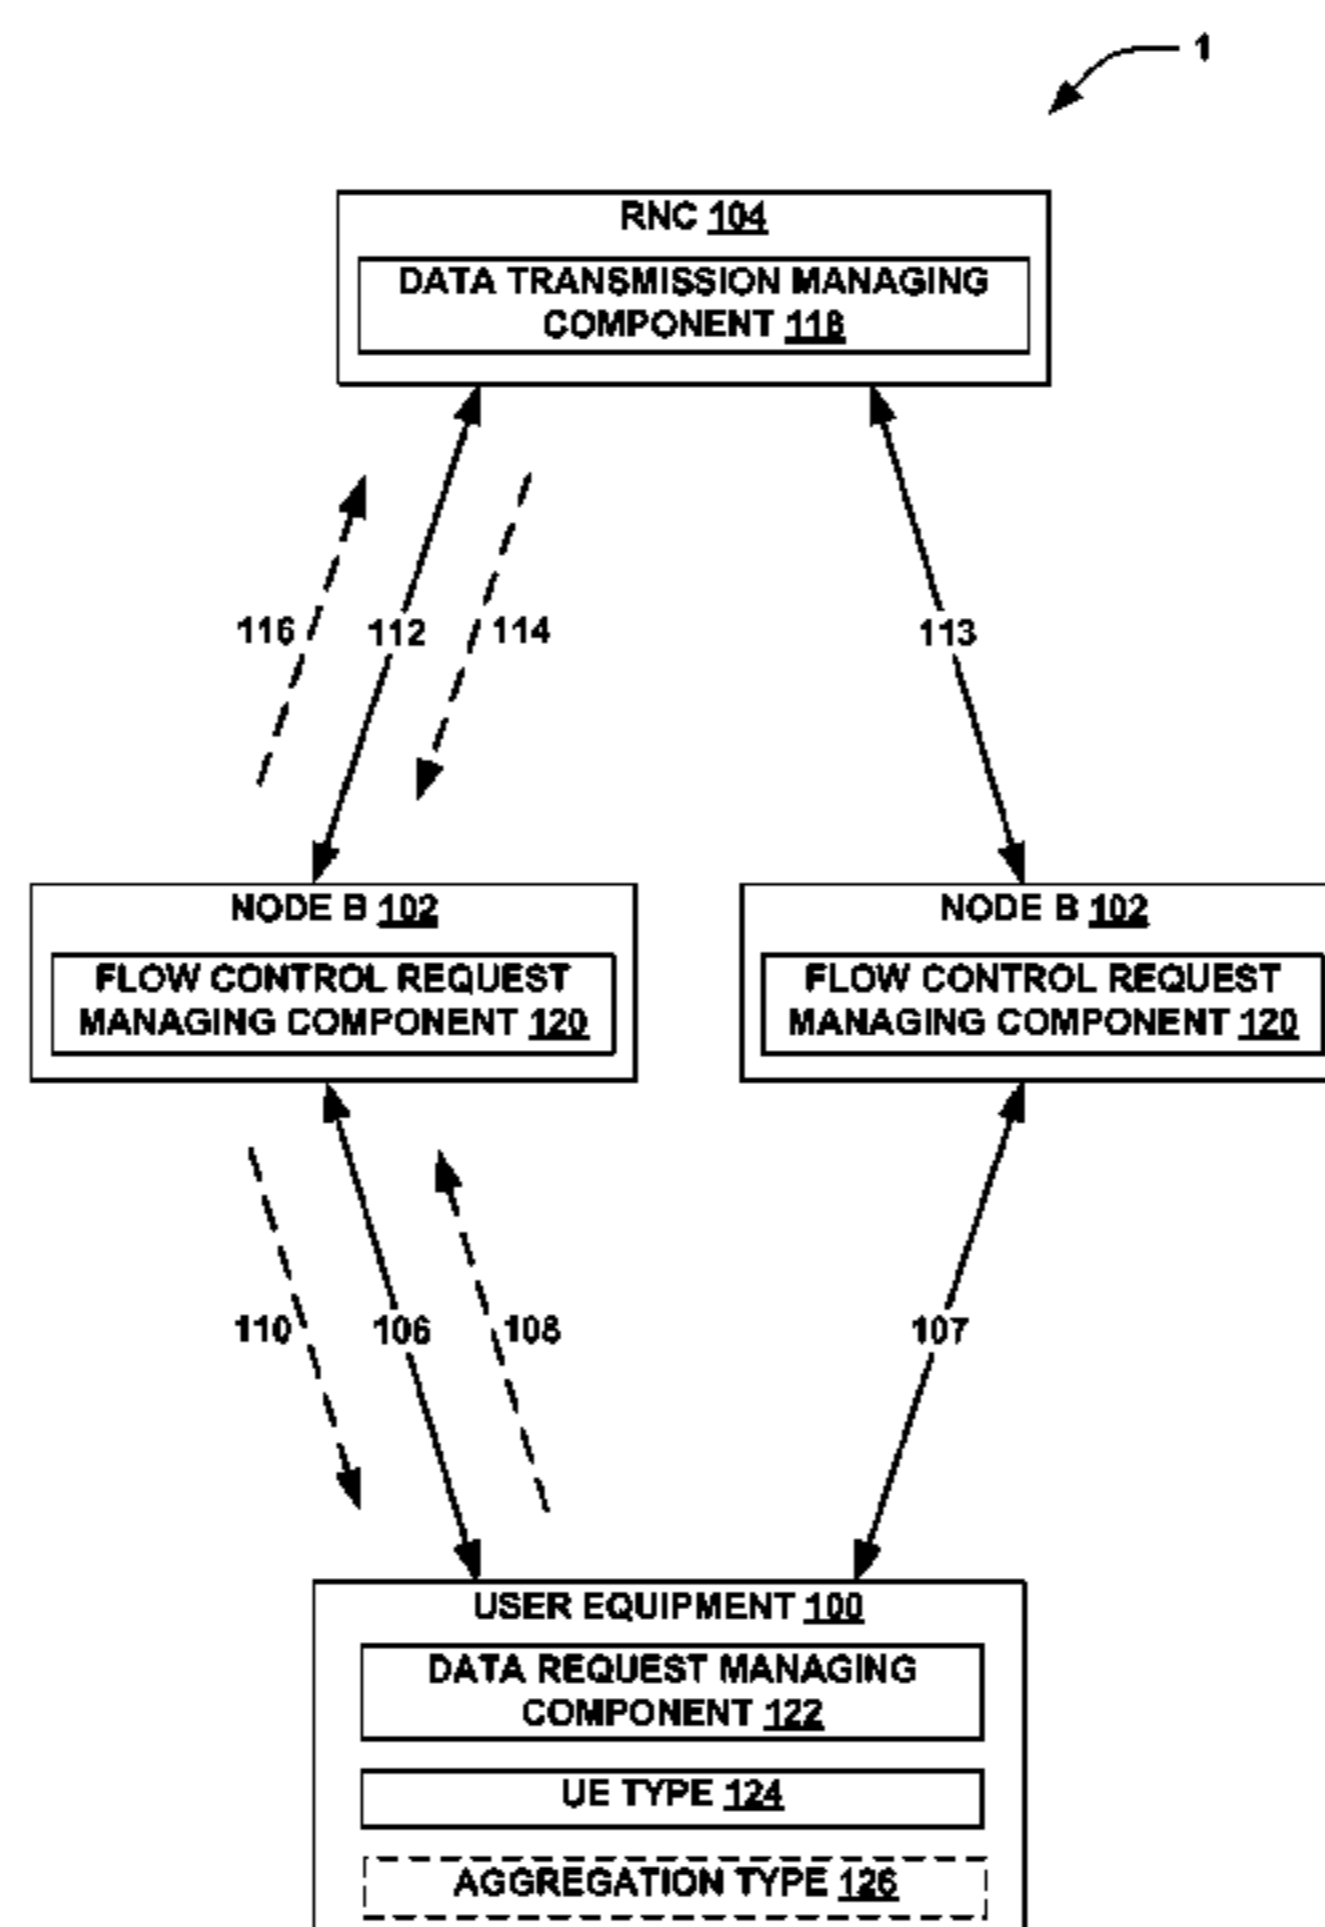 1
RNC 104
DATA TRANSMISSION MANAGING
COMPONENT 118
116
112
114
113
NODE B 102
FLOW CONTROL REQUEST
MANAGING COMPONENT 120
NODE B 102
FLOW CONTROL REQUEST
MANAGING COMPONENT 120
110
106
108
107
USER EQUIPMENT 100
DATA REQUEST MANAGING
COMPONENT 122
UE TYPE 124
AGGREGATION TYPE 126